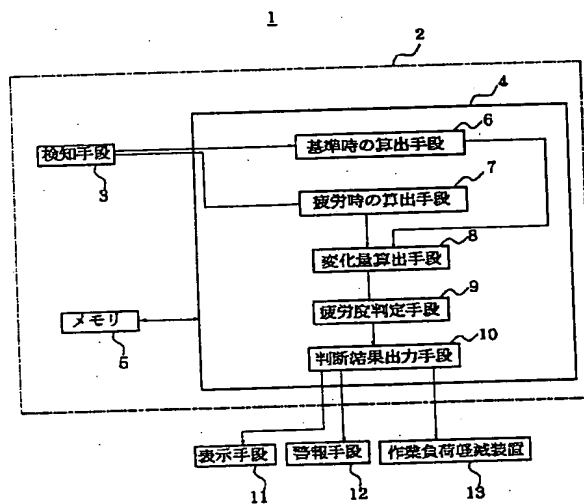 1
2
4
6
検知手段
基準時の算出手段
3
7
疲労時の算出手段
8
変化量算出手段
9
メモリ
疲労度判定手段
5
10
判断結果出力手段
表示手段
警報手段
作業負荷軽減装置
11
12
13